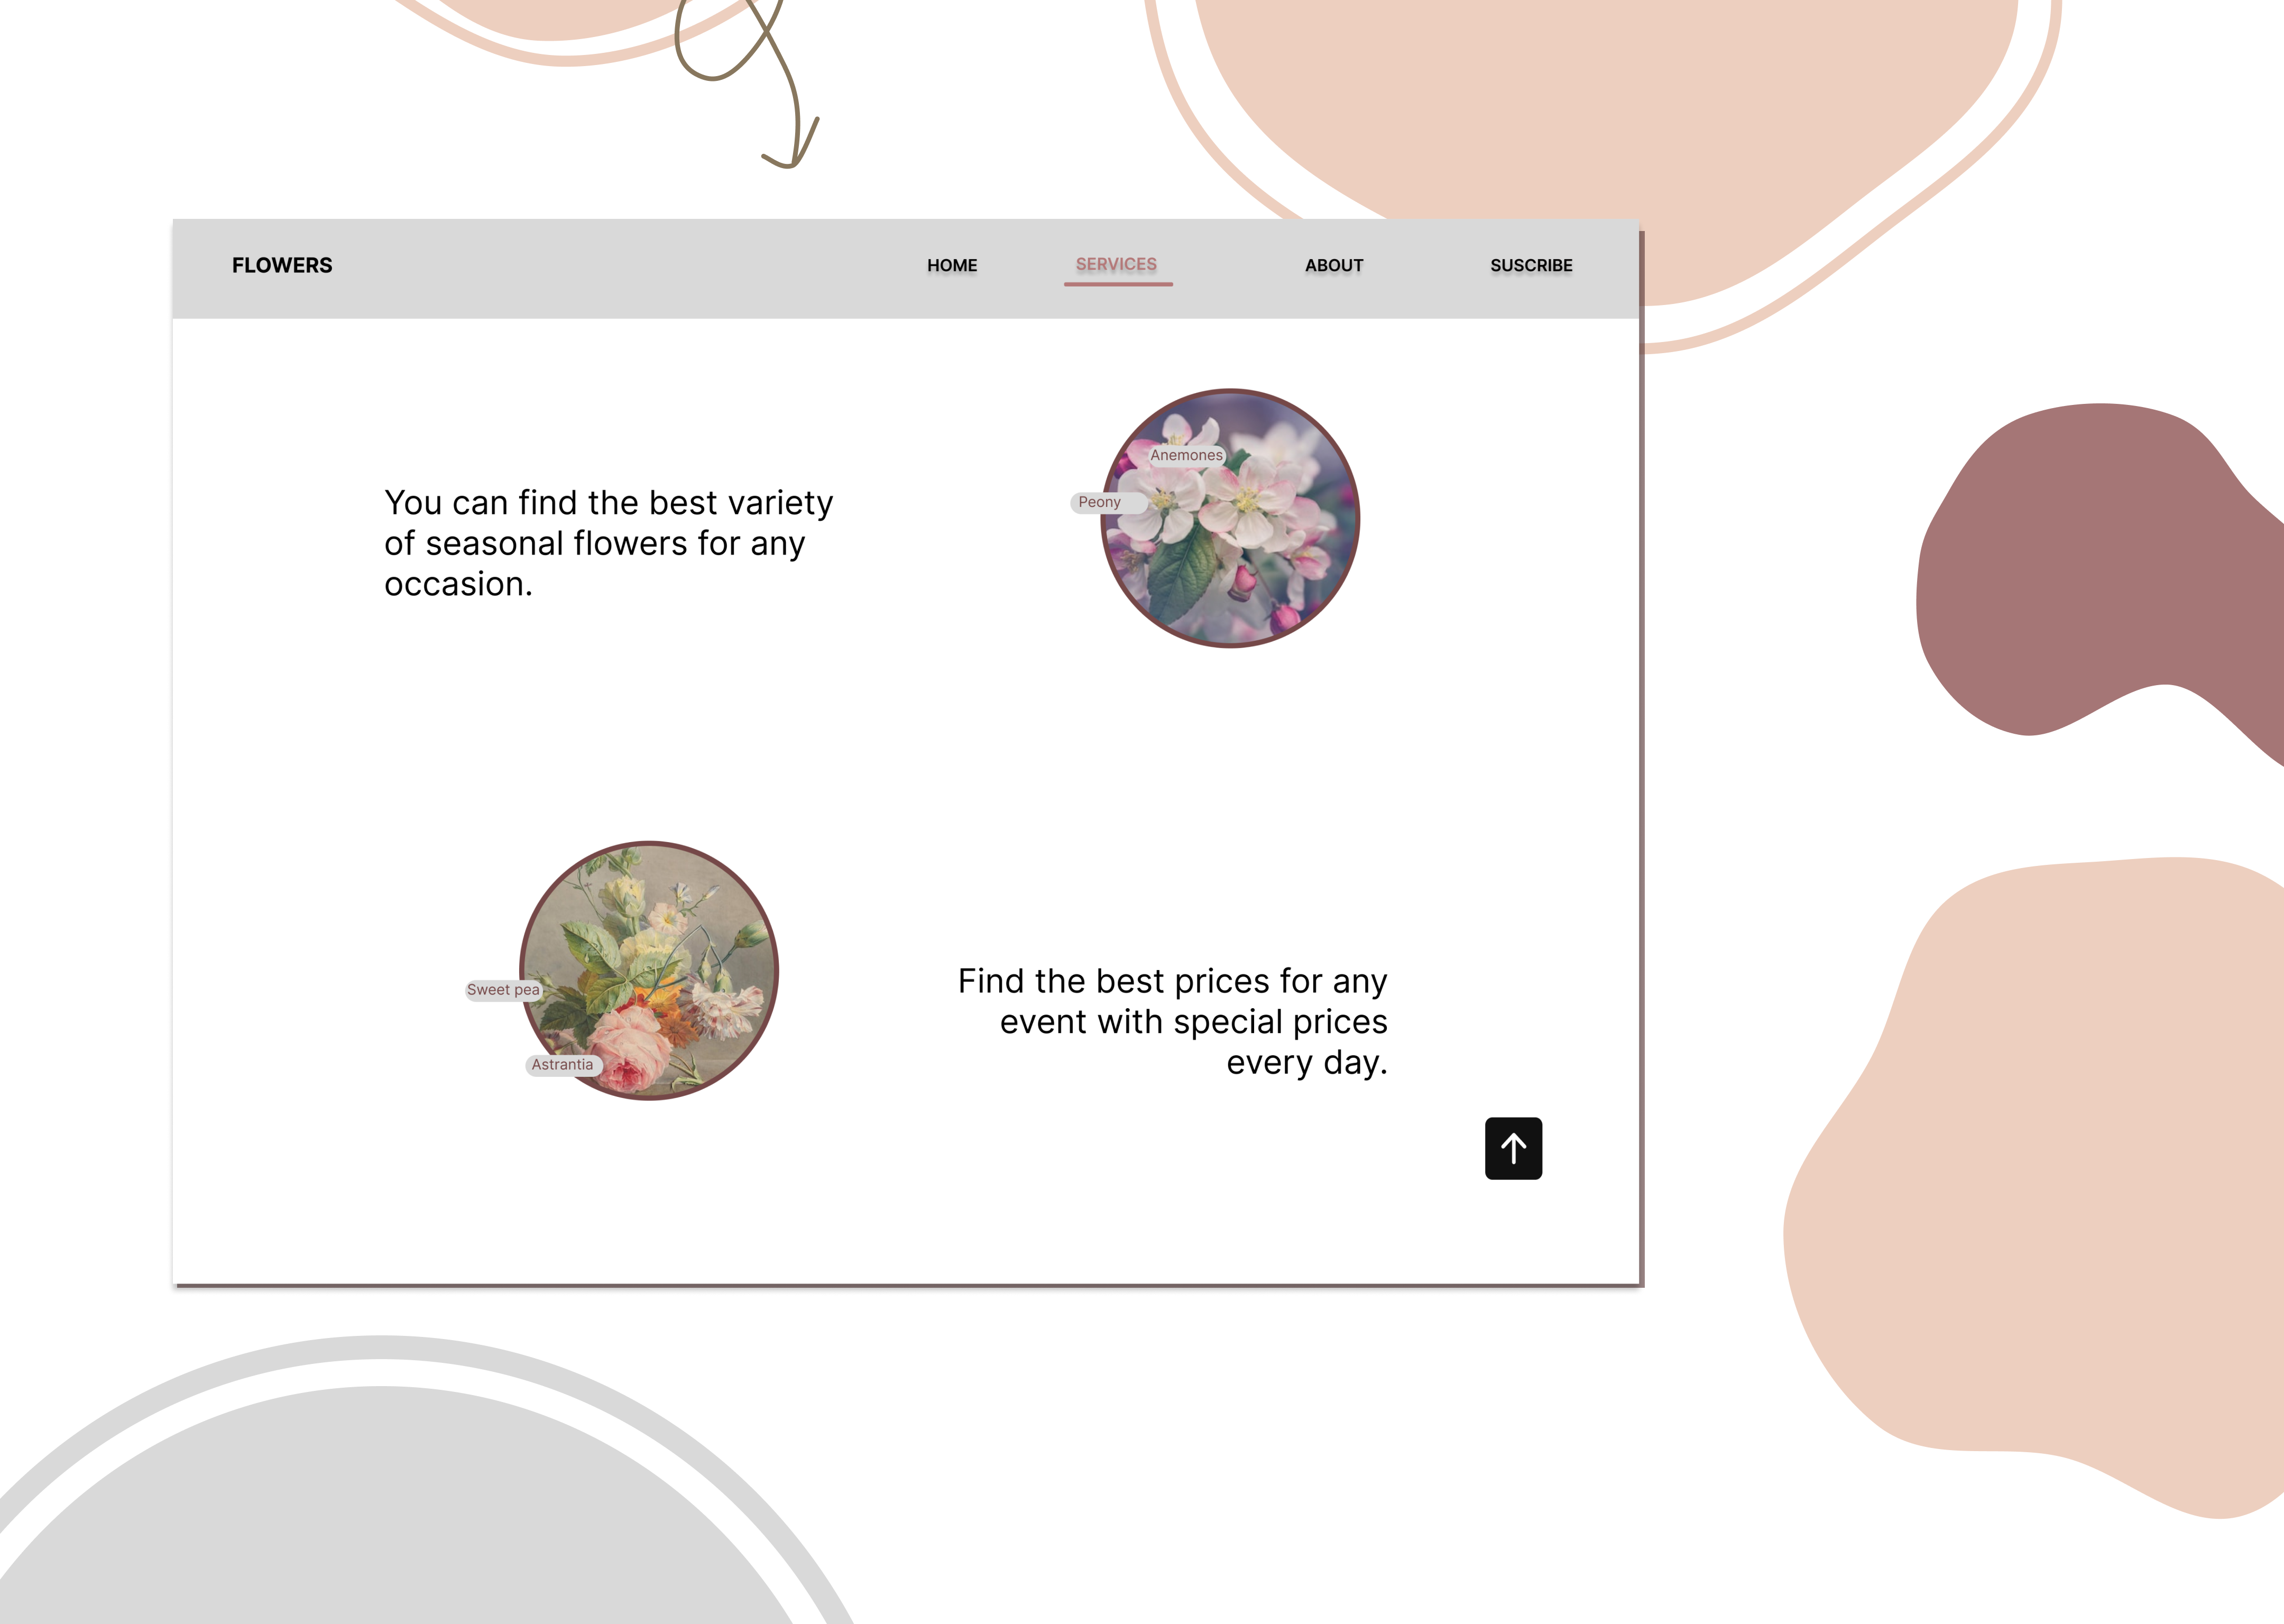 FLOWERS
HOME
SERVICES
ABOUT
SUSCRIBE
Anemones
Peony
You can find the best variety
of seasonal flowers for any
occasion.
Sweet pea
Astrantia
Find the best prices for any
event with special prices
every day.